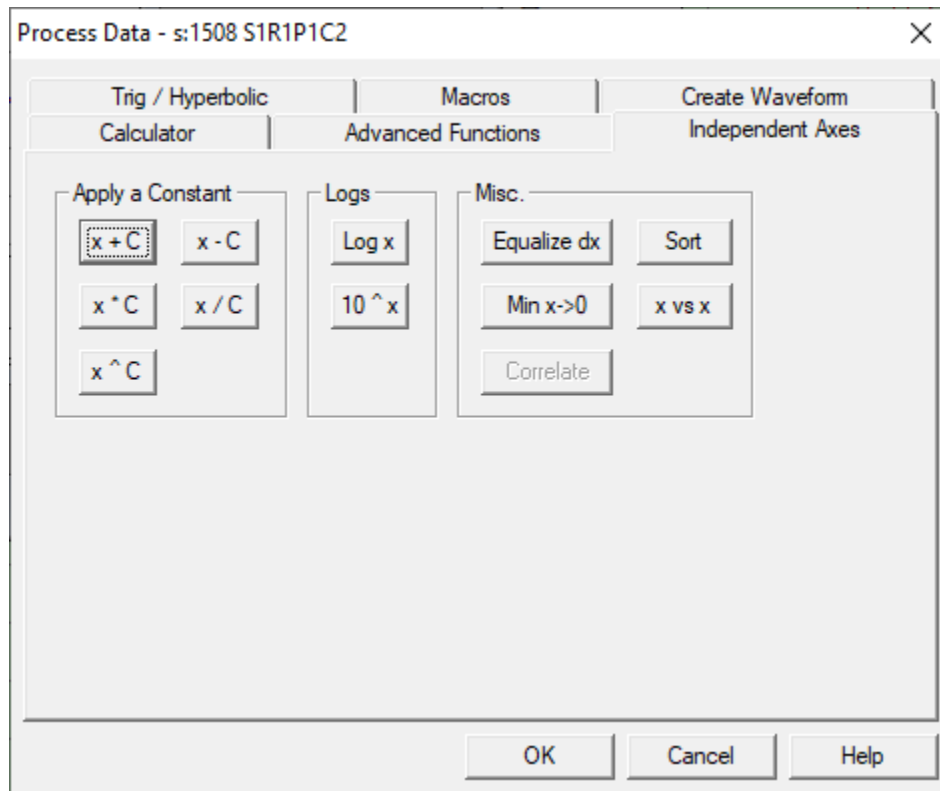 Process Data - s:1508 S1R1P1C2
Trig / Hyperbolic Macros Create Waveform
Calculator Advanced Functions Independent Axes
Apply a Constant Logs Misc.
x + C x - C Log x Equalize dx Sort
x * C x / C 10 ^ x Min x->0 x vs x
x ^ C Correlate
OK Cancel Help